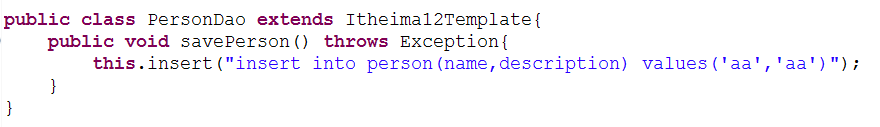 public class PersonDao extends Itheima12Template{
    public void savePerson() throws Exception{
        this.insert("insert into person(name,description) values('aa','aa')");
    }
}